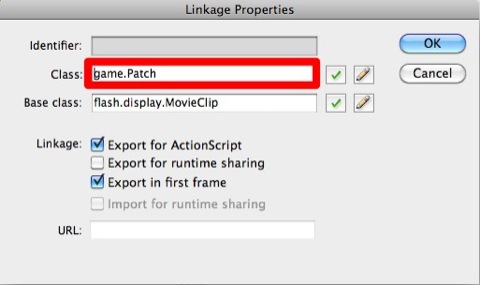 Linkage Properties
Identifier:
OK
Class: game.Patch
Cancel
Base class: flash.display.MovieClip
Linkage: Export for ActionScript
Export for runtime sharing
Export in first frame
Import for runtime sharing
URL: